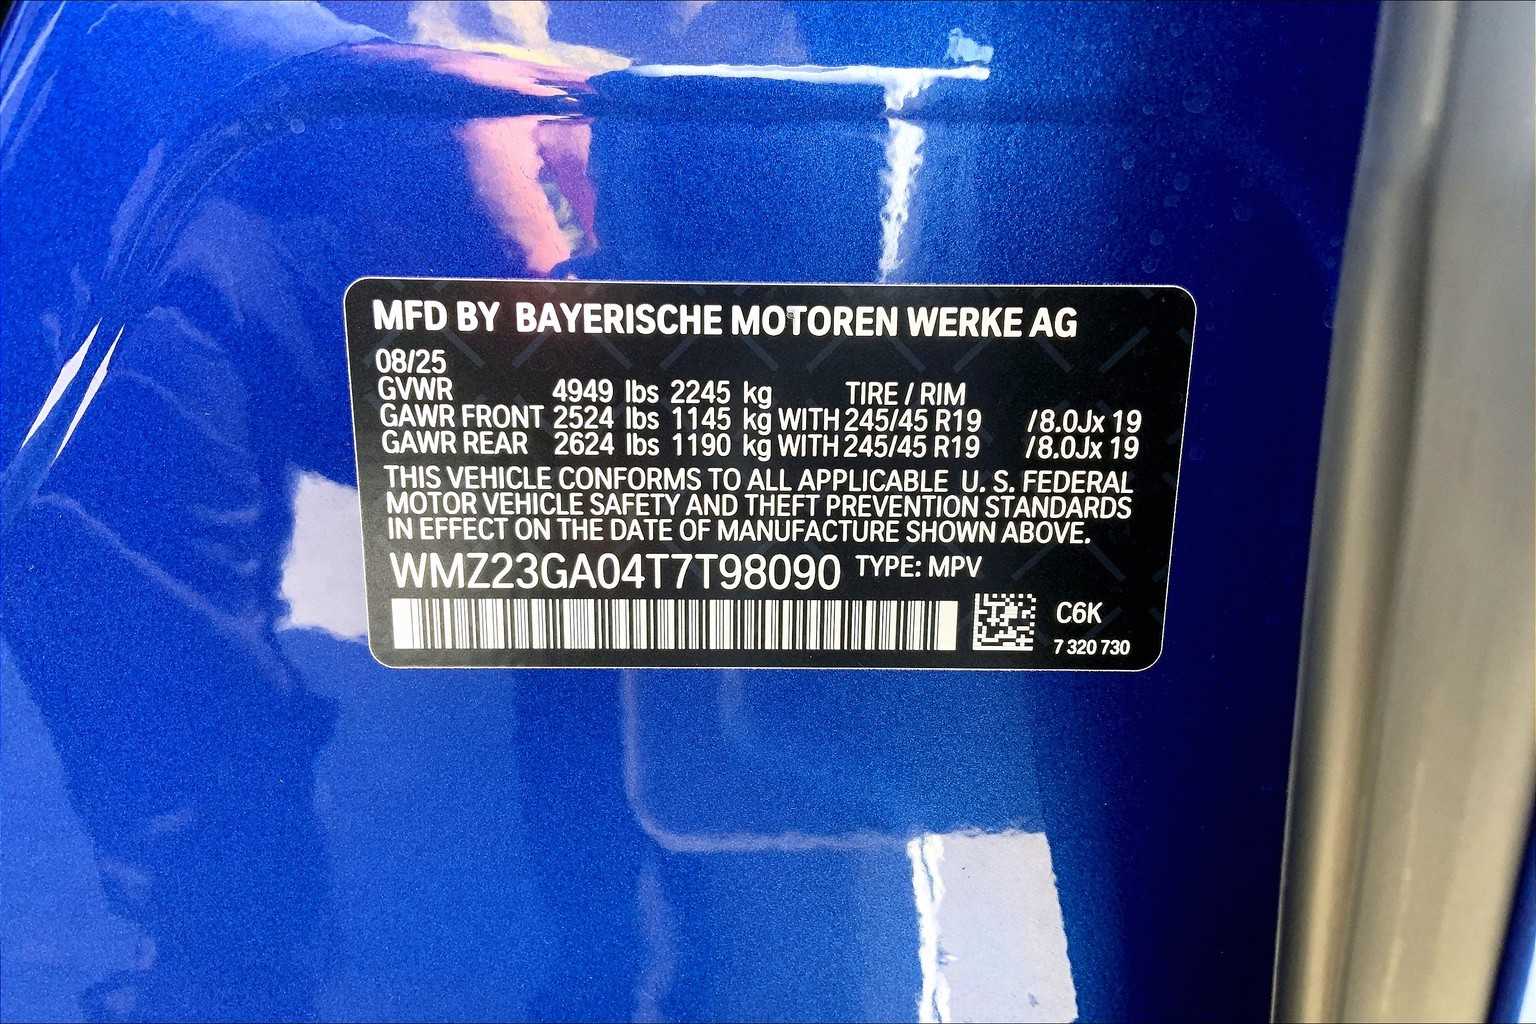 MFD BY BAYERISCHE MOTOREN WERKE AG
08/25
GVWR 4949 lbs 2245 kg TIRE / RIM
GAWR FRONT 2524 lbs 1145 kg WITH 245/45 R19 /8.0Jx 19
GAWR REAR 2624 lbs 1190 kg WITH 245/45 R19 /8.0Jx 19
THIS VEHICLE CONFORMS TO ALL APPLICABLE U. S. FEDERAL
MOTOR VEHICLE SAFETY AND THEFT PREVENTION STANDARDS
IN EFFECT ON THE DATE OF MANUFACTURE SHOWN ABOVE.
WMZ23GA04T7T98090 TYPE: MPV
C6K
7 320 730